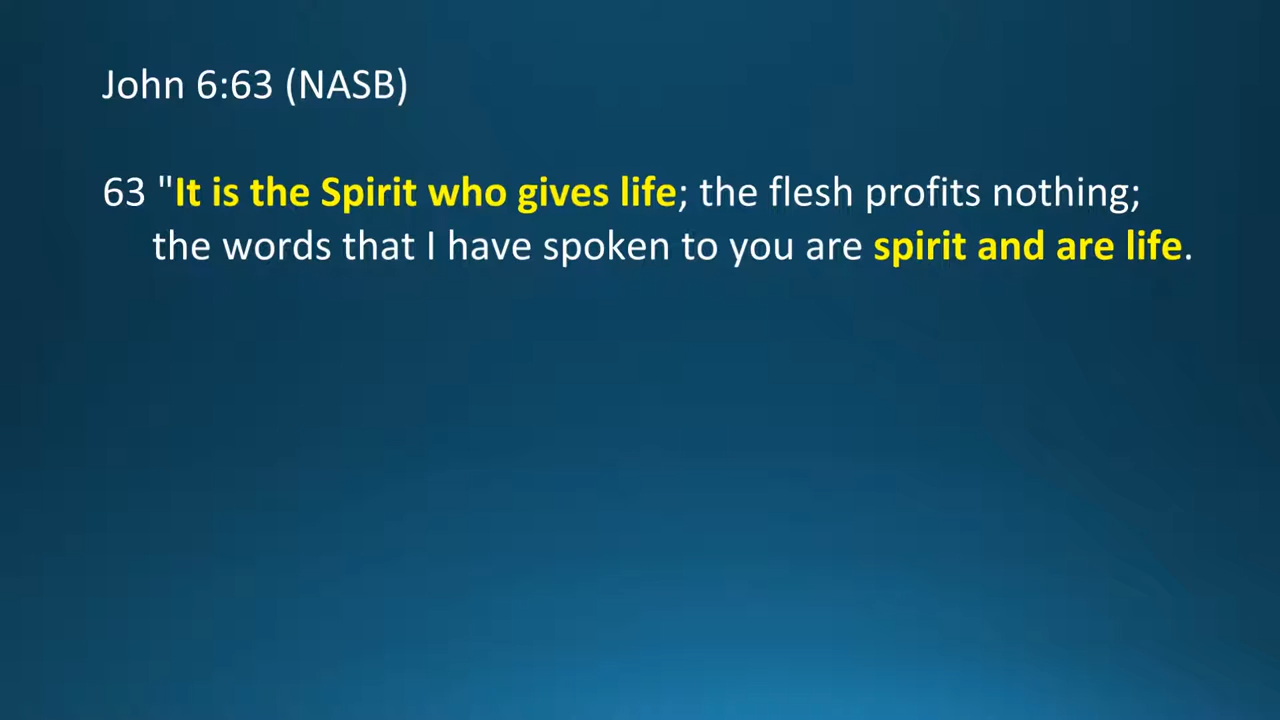 John 6:63 (NASB)
63 "It is the Spirit who gives life; the flesh profits nothing;
the words that I have spoken to you are spirit and are life.